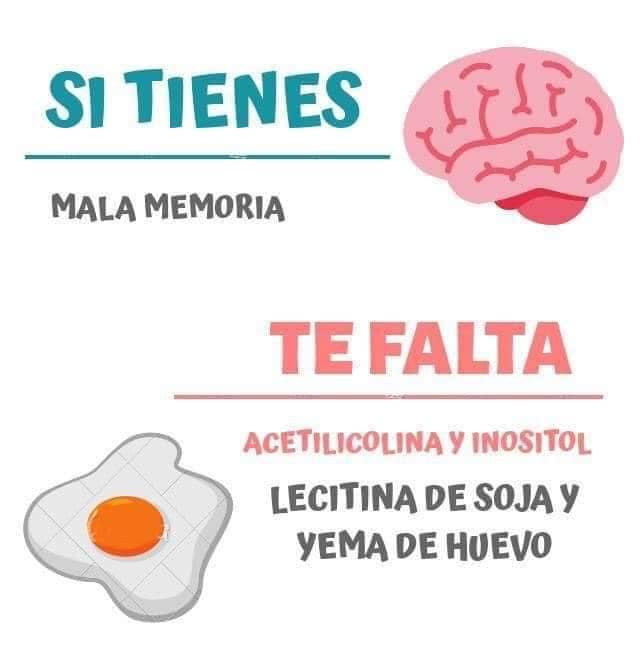 SI TIENES
MALA MEMORIA
TE FALTA
ACETILICOLINA Y INOSITOL
LECITINA DE SOJA Y
YEMA DE HUEVO